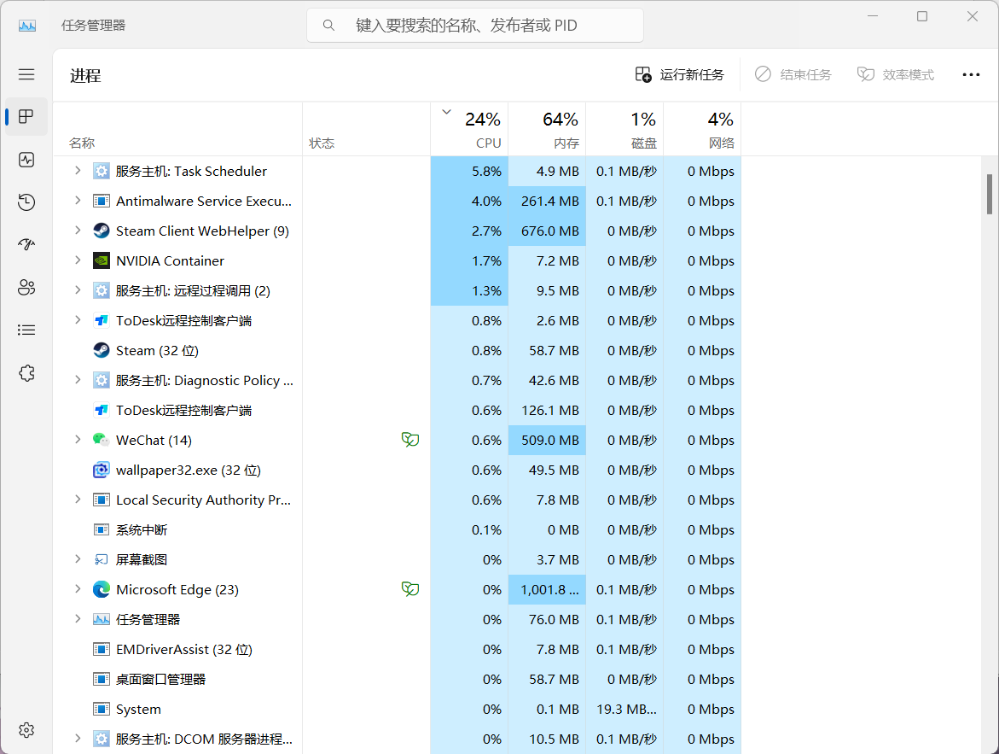 任务管理器
键入要搜索的名称、发布者或 PID
进程
运行新任务
结束任务
效率模式
24% 64% 1% 4%
名称 状态 CPU 内存 磁盘 网络
服务主机: Task Scheduler 5.8% 4.9 MB 0.1 MB/秒 0 Mbps
Antimalware Service Execu... 4.0% 261.4 MB 0.1 MB/秒 0 Mbps
Steam Client WebHelper (9) 2.7% 676.0 MB 0 MB/秒 0 Mbps
NVIDIA Container 1.7% 7.2 MB 0 MB/秒 0 Mbps
服务主机: 远程过程调用 (2) 1.3% 9.5 MB 0 MB/秒 0 Mbps
ToDesk远程控制客户端 0.8% 2.6 MB 0 MB/秒 0 Mbps
Steam (32 位) 0.8% 58.7 MB 0 MB/秒 0 Mbps
服务主机: Diagnostic Policy ... 0.7% 42.6 MB 0 MB/秒 0 Mbps
ToDesk远程控制客户端 0.6% 126.1 MB 0 MB/秒 0 Mbps
WeChat (14) 0.6% 509.0 MB 0 MB/秒 0 Mbps
wallpaper32.exe (32 位) 0.6% 49.5 MB 0 MB/秒 0 Mbps
Local Security Authority Pr... 0.6% 7.8 MB 0 MB/秒 0 Mbps
系统中断 0.1% 0 MB 0 MB/秒 0 Mbps
屏幕截图 0% 3.7 MB 0 MB/秒 0 Mbps
Microsoft Edge (23) 0% 1,001.8 ... 0.1 MB/秒 0 Mbps
任务管理器 0% 76.0 MB 0.1 MB/秒 0 Mbps
EMDriverAssist (32 位) 0% 7.8 MB 0.1 MB/秒 0 Mbps
桌面窗口管理器 0% 58.7 MB 0 MB/秒 0 Mbps
System 0% 0.1 MB 19.3 MB... 0 Mbps
服务主机: DCOM 服务器进程... 0% 10.5 MB 0.1 MB/秒 0 Mbps